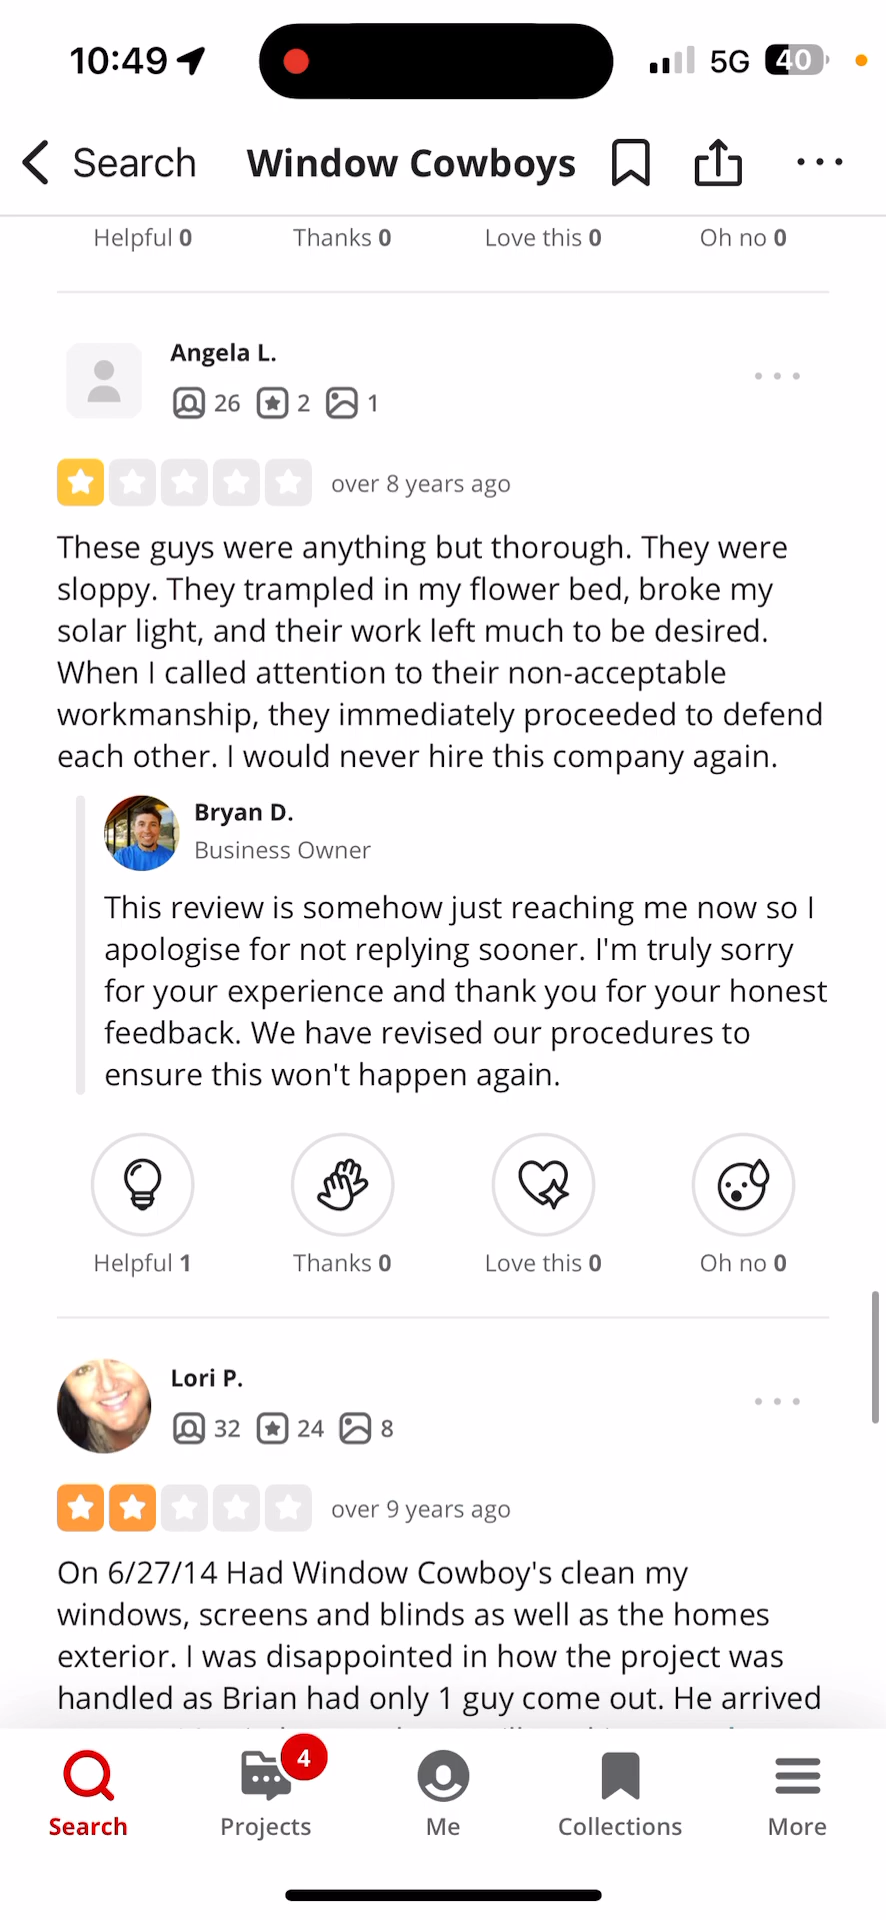 10:49
5G
40
Search
Window Cowboys
Helpful 0
Thanks 0
Love this 0
Oh no 0
Angela L.
26
2
1
over 8 years ago
These guys were anything but thorough. They were
sloppy. They trampled in my flower bed, broke my
solar light, and their work left much to be desired.
When I called attention to their non-acceptable
workmanship, they immediately proceeded to defend
each other. I would never hire this company again.
Bryan D.
Business Owner
This review is somehow just reaching me now so I
apologise for not replying sooner. I'm truly sorry
for your experience and thank you for your honest
feedback. We have revised our procedures to
ensure this won't happen again.
Helpful 1
Thanks 0
Love this 0
Oh no 0
Lori P.
32
24
8
over 9 years ago
On 6/27/14 Had Window Cowboy's clean my
windows, screens and blinds as well as the homes
exterior. I was disappointed in how the project was
handled as Brian had only 1 guy come out. He arrived
4
Search
Projects
Me
Collections
More